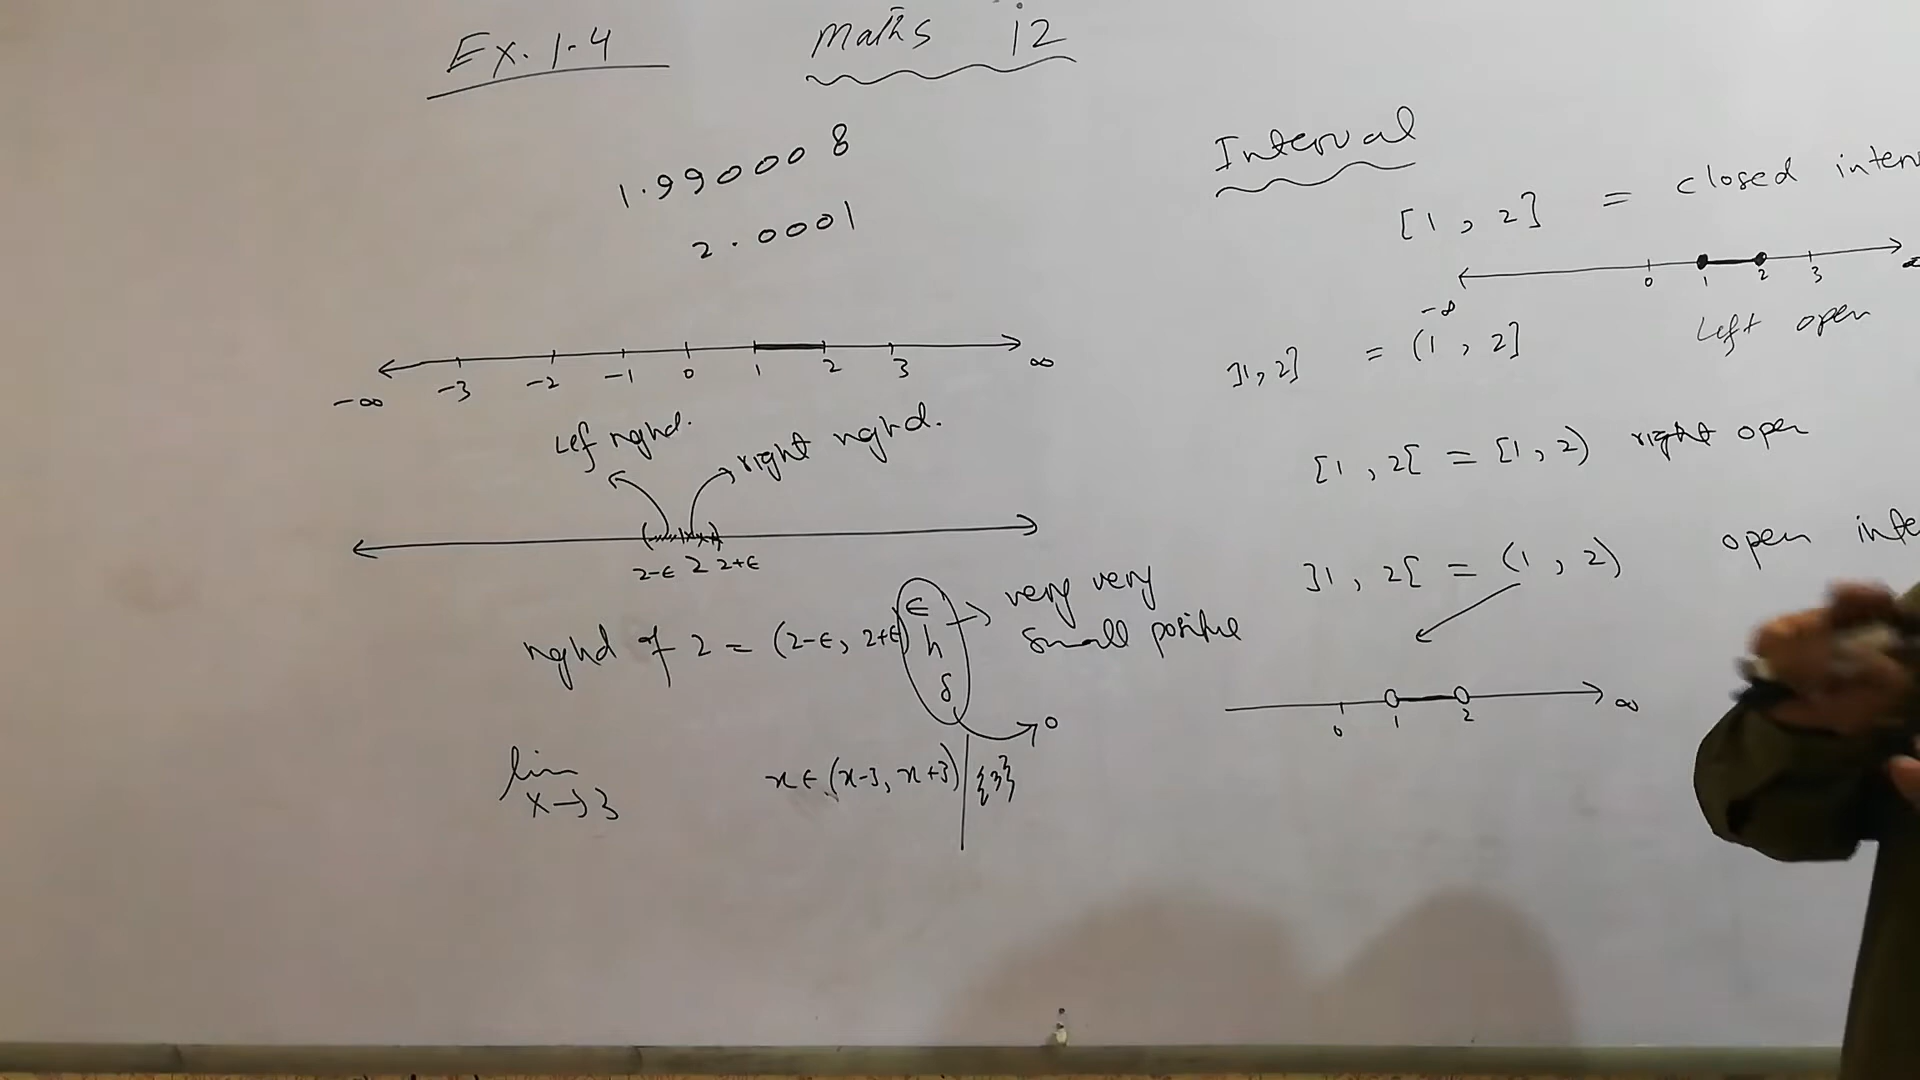 Ex. 1.4
Maths 12
1.990008
2.0001
-3 -2 -1 0 1 2 3
-∞ ∞
Lef nghd.
right nghd.
2-ϵ 2 2+ϵ
nghd of 2 = (2-ϵ, 2+ϵ)
ϵ
h
δ
very very
small positive
0
lim
x→3
x ∈ (x-3, x+3) | {3}
Interval
[1, 2] = closed inter
0 1 2 3
-∞
]1, 2] = (1, 2] Left open
[1, 2[ = [1, 2) right open
]1, 2[ = (1, 2) open inte
0 1 2 ∞